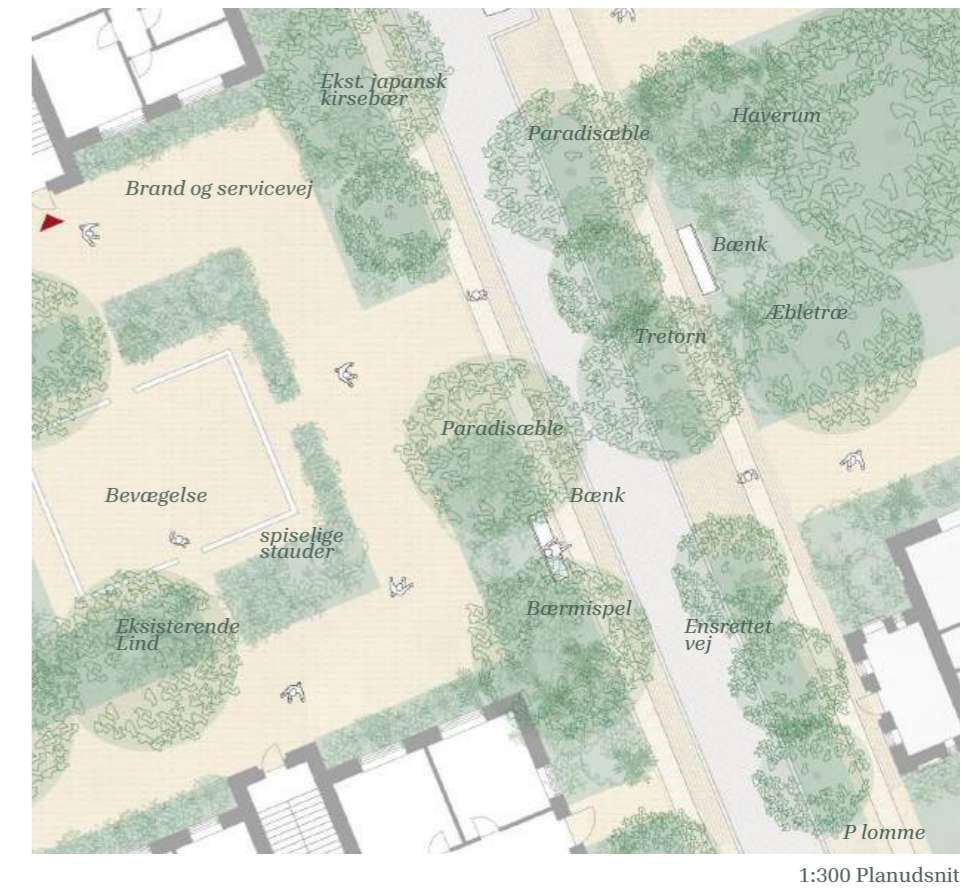 Ekst. japansk
kirsebær
Haverum
Paradisæble
Brand og servicevej
Bænk
Æbletræ
Tretorn
Paradisæble
Bevægelse
Bænk
spiselige
stauder
Bærmispel
Eksisterende
Lind
Ensrettet
vej
P lomme
1:300 Planudsnit